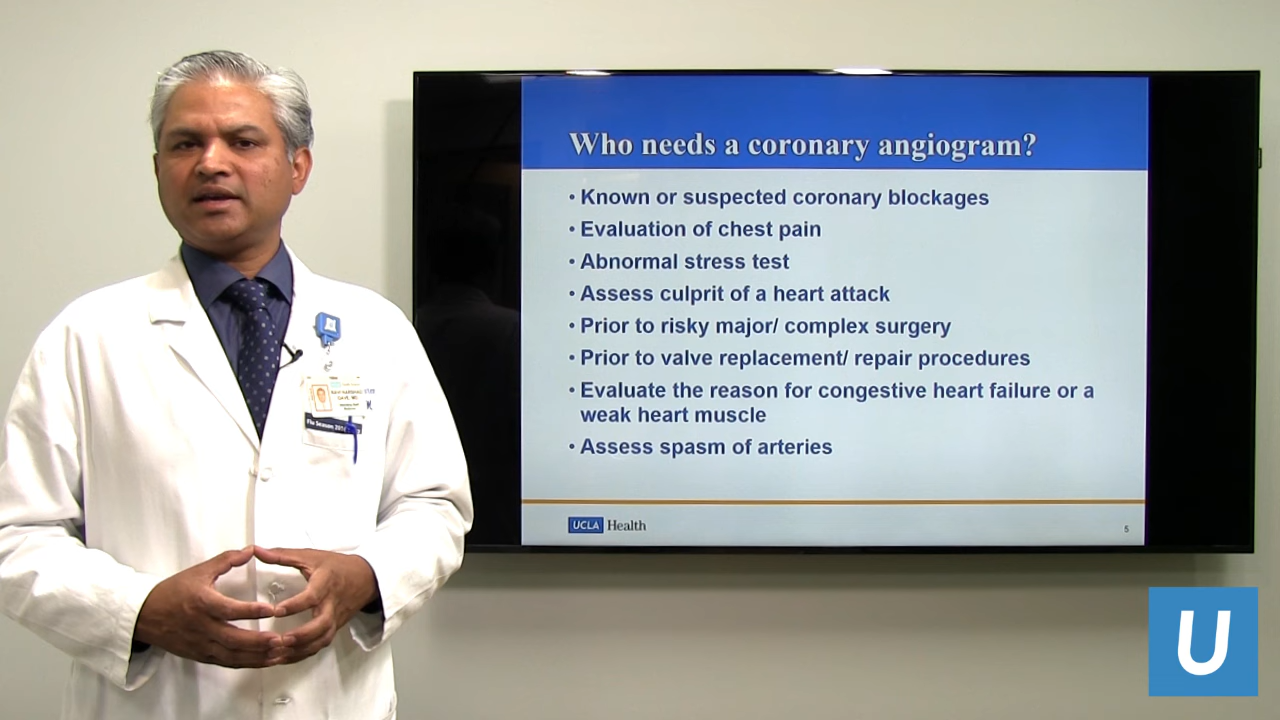 Who needs a coronary angiogram?
• Known or suspected coronary blockages
• Evaluation of chest pain
• Abnormal stress test
• Assess culprit of a heart attack
• Prior to risky major/ complex surgery
• Prior to valve replacement/ repair procedures
• Evaluate the reason for congestive heart failure or a
weak heart muscle
• Assess spasm of arteries
UCLA Health
5
Flu Season
U